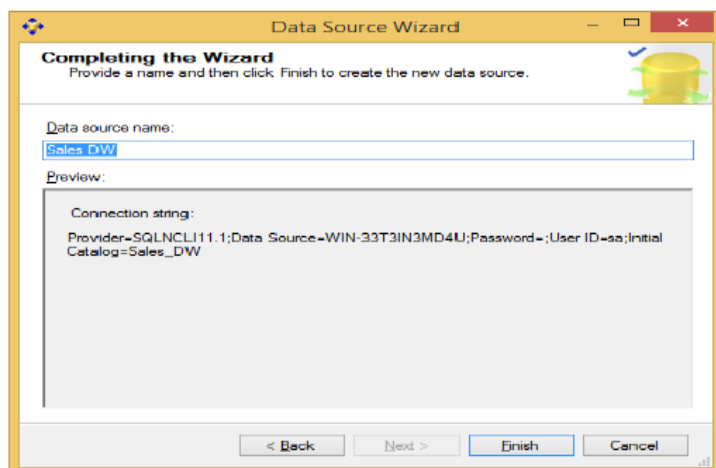 Data Source Wizard
Completing the Wizard
Provide a name and then click Finish to create the new data source.
Data source name:
Sales DW
Preview:
Connection string:
Provider=SQLNCLI11.1;Data Source=WIN-33T3IN3MD4U;Password=;User ID=sa;Initial
Catalog=Sales_DW
< Back
Next >
Finish
Cancel